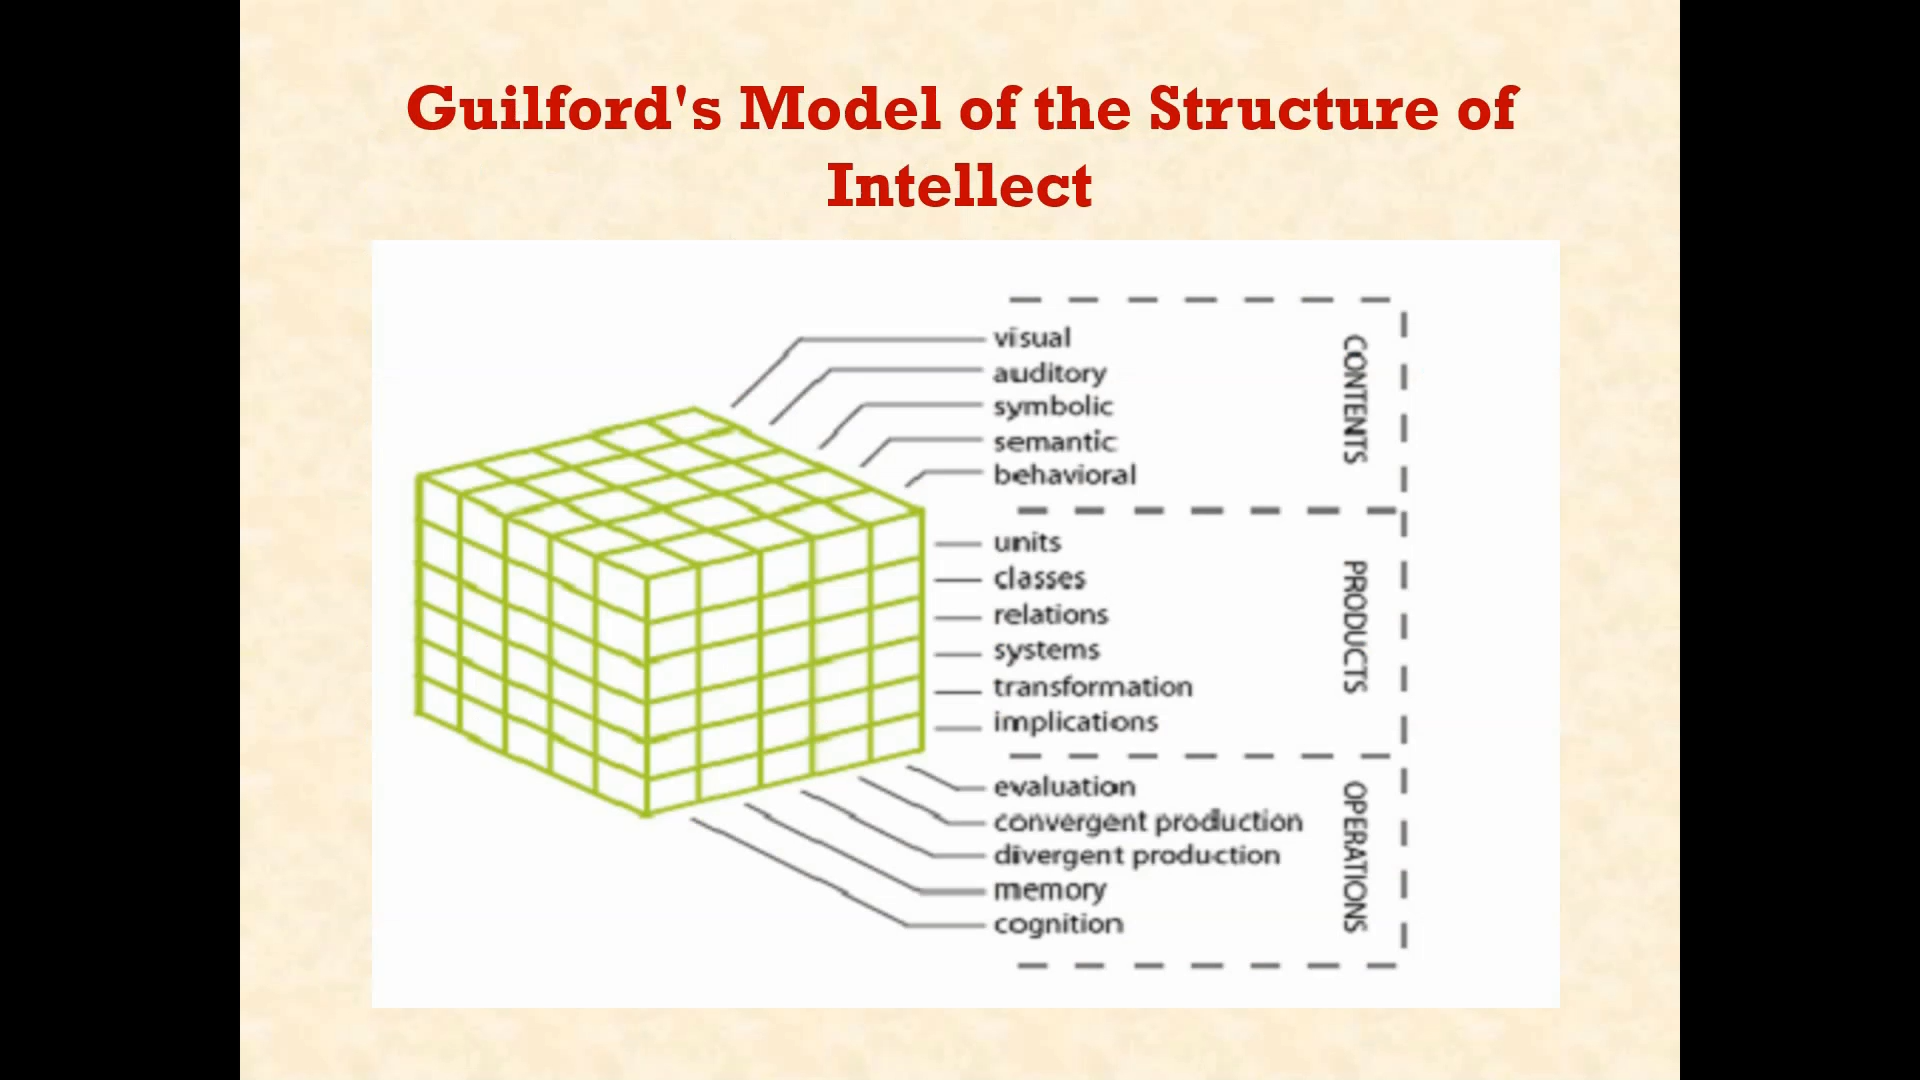 Guilford's Model of the Structure of
Intellect
visual
auditory
symbolic
semantic
behavioral
CONTENTS
units
classes
relations
systems
transformation
implications
PRODUCTS
evaluation
convergent production
divergent production
memory
cognition
OPERATIONS